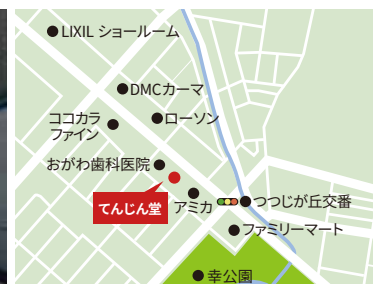 LIXIL ショールーム
DMCカーマ
ココカラ
ファイン
ローソン
おがわ歯科医院
てんじん堂
アミカ
つつじが丘交番
ファミリーマート
幸公園